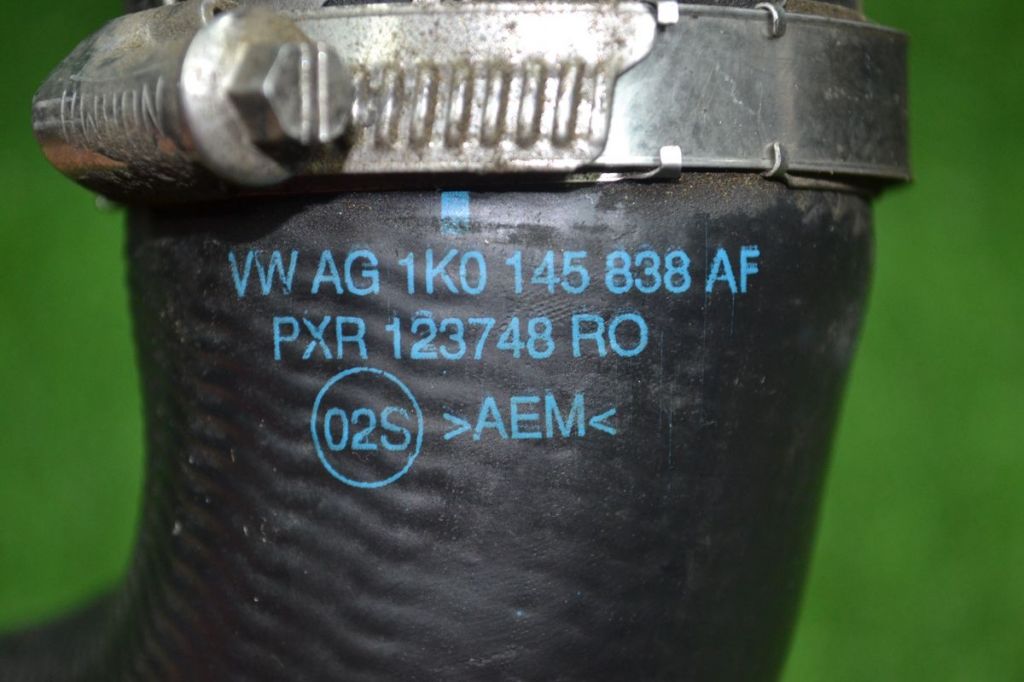 VW AG 1K0 145 838 AF
PXR 123748 RO
02S >AEM<